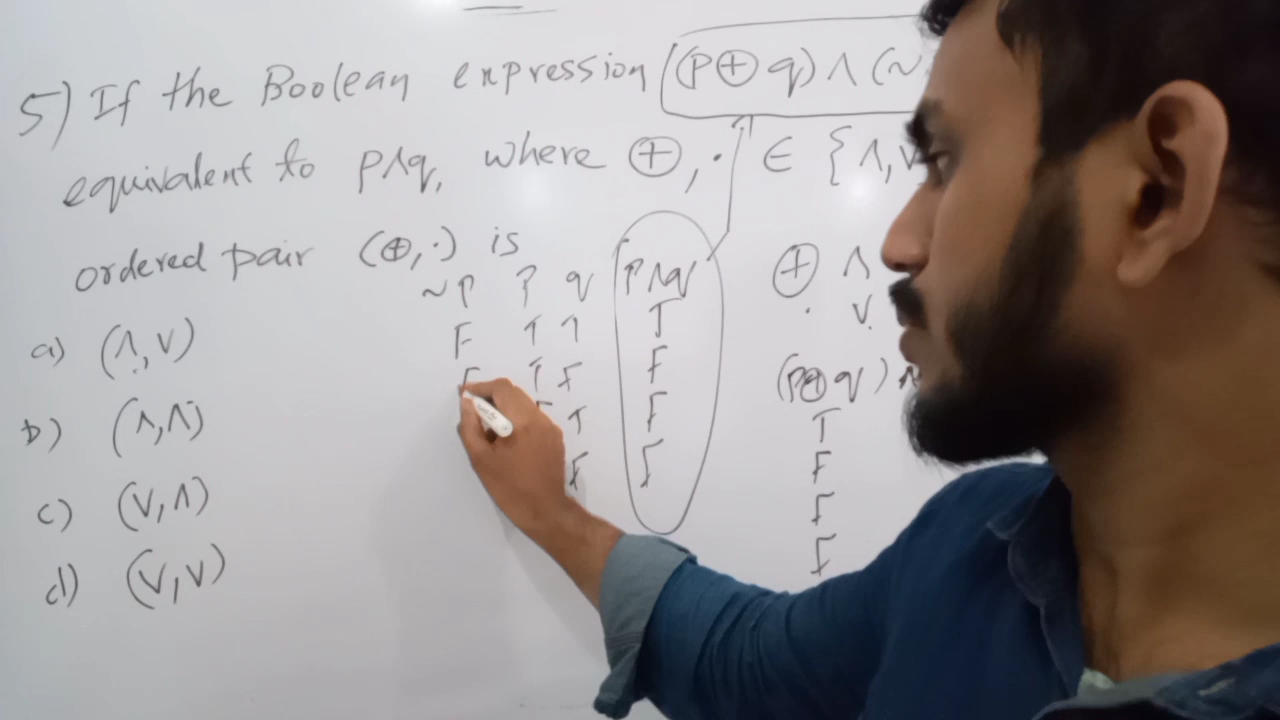 5) If the Boolean expression (p ⊕ q) ∧ (~
equivalent to p∧q, where ⊕, · ∈ {∧, ∨
ordered pair (⊕, ·) is
~P P q P∧q
F T T T
F T F F
T F
F F
a) (∧, ∨)
b) (∧, ∧)
c) (∨, ∧)
d) (∨, ∨)
⊕ ∧
· ∨
(p⊕q) ∧
T
F
F
F